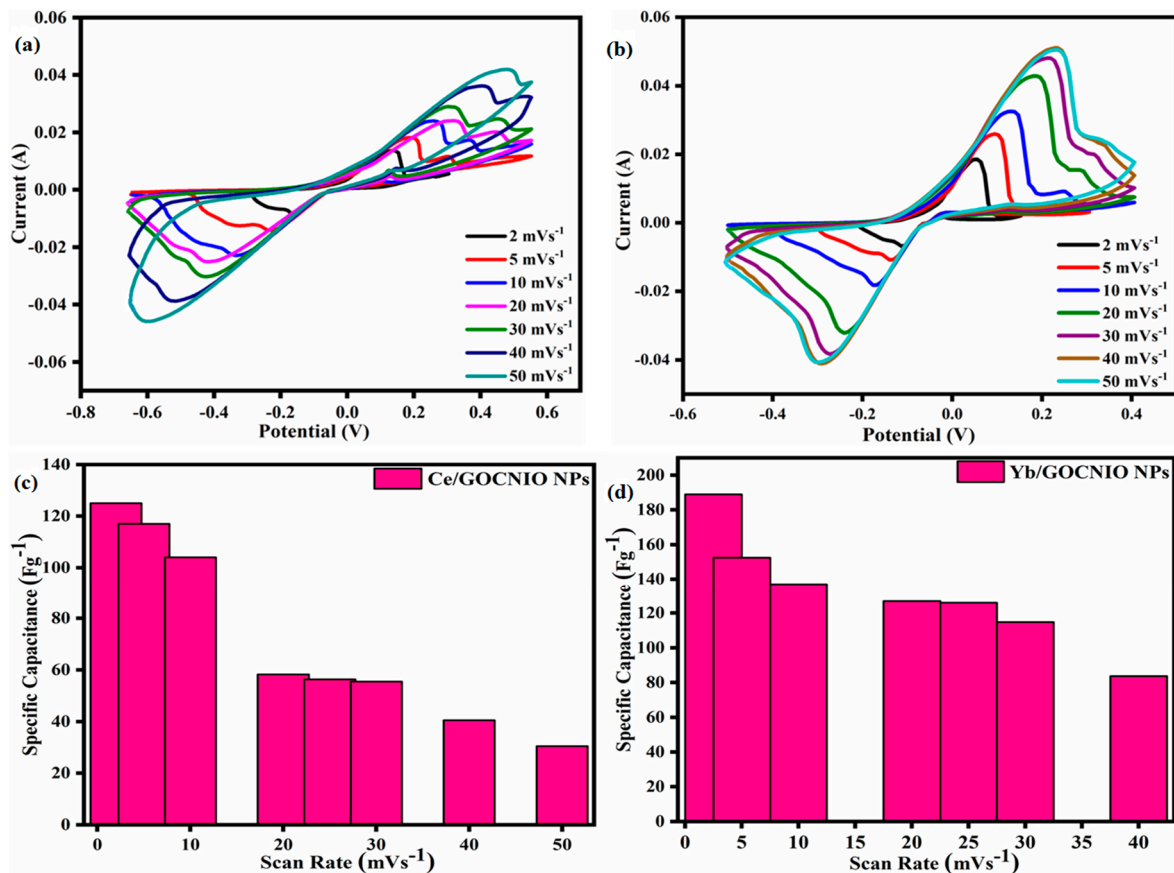 (a)
0.06
0.04
0.02
0.00
-0.02
-0.04
-0.06
Current (A)
-0.8 -0.6 -0.4 -0.2 0.0 0.2 0.4 0.6
Potential (V)
2 mVs⁻¹
5 mVs⁻¹
10 mVs⁻¹
20 mVs⁻¹
30 mVs⁻¹
40 mVs⁻¹
50 mVs⁻¹
(b)
0.06
0.04
0.02
0.00
-0.02
-0.04
Current (A)
-0.6 -0.4 -0.2 0.0 0.2 0.4
Potential (V)
2 mVs⁻¹
5 mVs⁻¹
10 mVs⁻¹
20 mVs⁻¹
30 mVs⁻¹
40 mVs⁻¹
50 mVs⁻¹
(c)
Ce/GOCNIO NPs
140
120
100
80
60
40
20
0
Specific Capacitance (Fg⁻¹)
0 10 20 30 40 50
Scan Rate (mVs⁻¹)
(d)
Yb/GOCNIO NPs
200
180
160
140
120
100
80
60
40
20
0
Specific Capacitance (Fg⁻¹)
0 5 10 15 20 25 30 35 40
Scan Rate (mVs⁻¹)